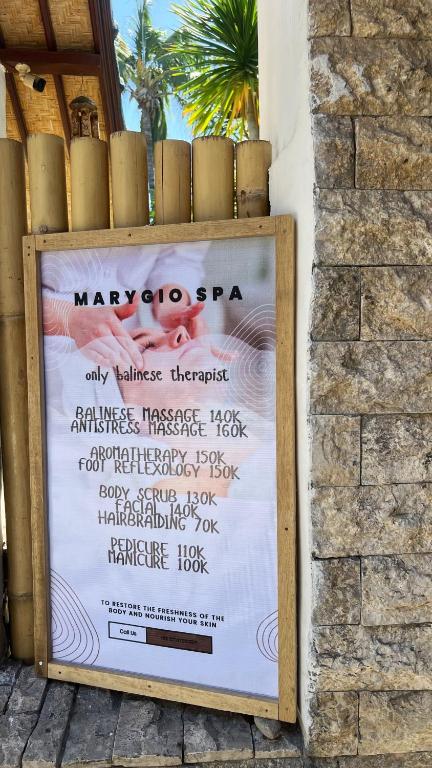 MARYGIO SPA
only balinese therapist
BALINESE MASSAGE 140K
ANTISTRESS MASSAGE 160K
AROMATHERAPY 150K
FOOT REFLEXOLOGY 150K
BODY SCRUB 130K
FACIAL 140K
HAIRBRAIDING 70K
PEDICURE 110K
MANICURE 100K
TO RESTORE THE FRESHNESS OF THE
BODY AND NOURISH YOUR SKIN
Call Us